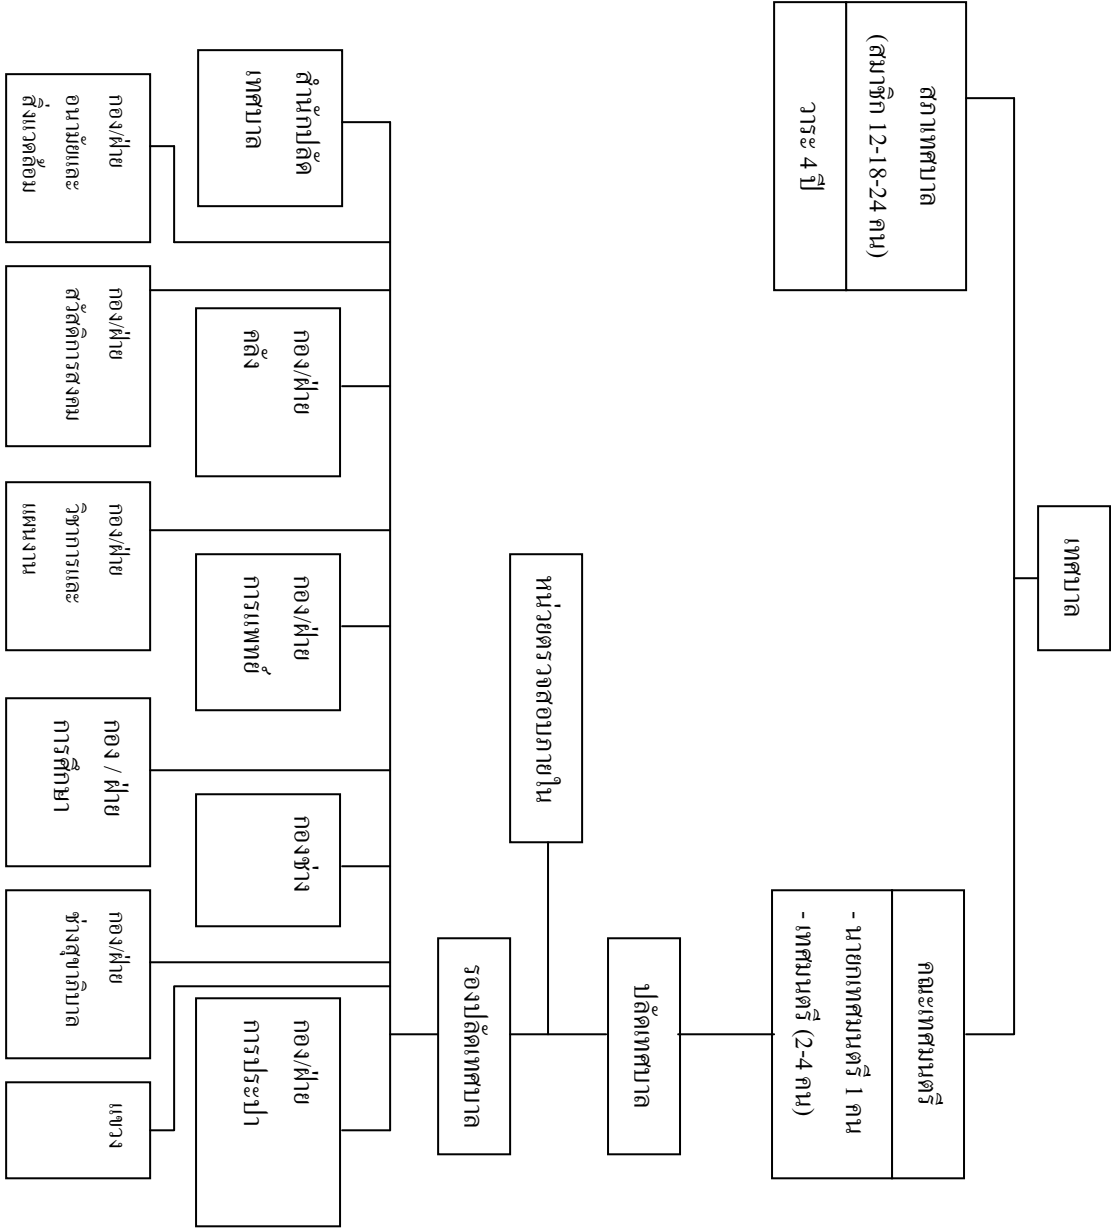 เทศบาล
สภาเทศบาล
(สมาชิก 12-18-24 คน)
วาระ 4 ปี
คณะเทศมนตรี
- นายกเทศมนตรี 1 คน
- เทศมนตรี (2-4 คน)
ปลัดเทศบาล
หน่วยตรวจสอบภายใน
รองปลัดเทศบาล
สำนักปลัด
เทศบาล
กอง/ฝ่าย
คลัง
กอง/ฝ่าย
การแพทย์
กองช่าง
กอง/ฝ่าย
การประปา
กอง/ฝ่าย
อนามัยและ
สิ่งแวดล้อม
กอง/ฝ่าย
สวัสดิการสงคม
กอง/ฝ่าย
วิชาการและ
แผนงาน
กอง / ฝ่าย
การศึกษา
กอง/ฝ่าย
ช่างสุขาภิบาล
แขวง